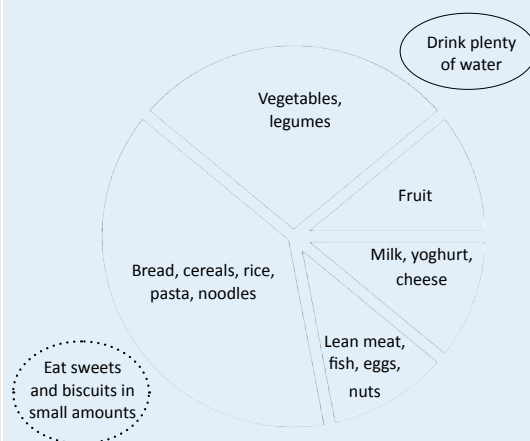 Drink plenty
of water
Vegetables,
legumes
Fruit
Milk, yoghurt,
cheese
Bread, cereals, rice,
pasta, noodles
Lean meat,
fish, eggs,
nuts
Eat sweets
and biscuits in
small amounts